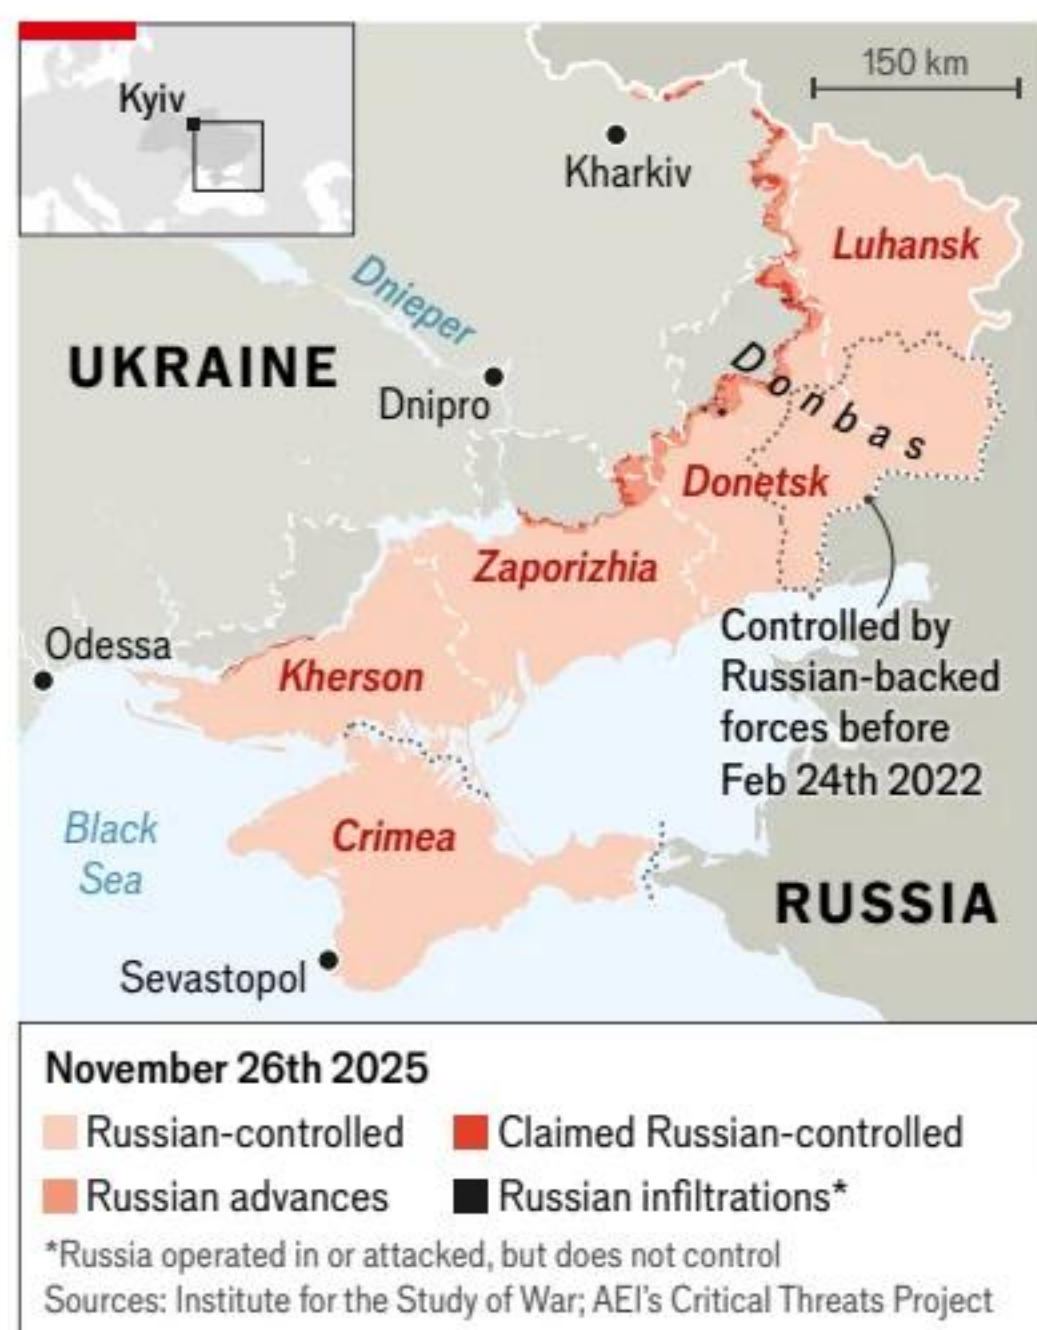 Kyiv
150 km
Kharkiv
Luhansk
Dnieper
UKRAINE
Dnipro
Donbas
Donetsk
Zaporizhia
Odessa
Kherson
Controlled by
Russian-backed
forces before
Feb 24th 2022
Black
Sea
Crimea
RUSSIA
Sevastopol
November 26th 2025
Russian-controlled
Claimed Russian-controlled
Russian advances
Russian infiltrations*
*Russia operated in or attacked, but does not control
Sources: Institute for the Study of War; AEI's Critical Threats Project